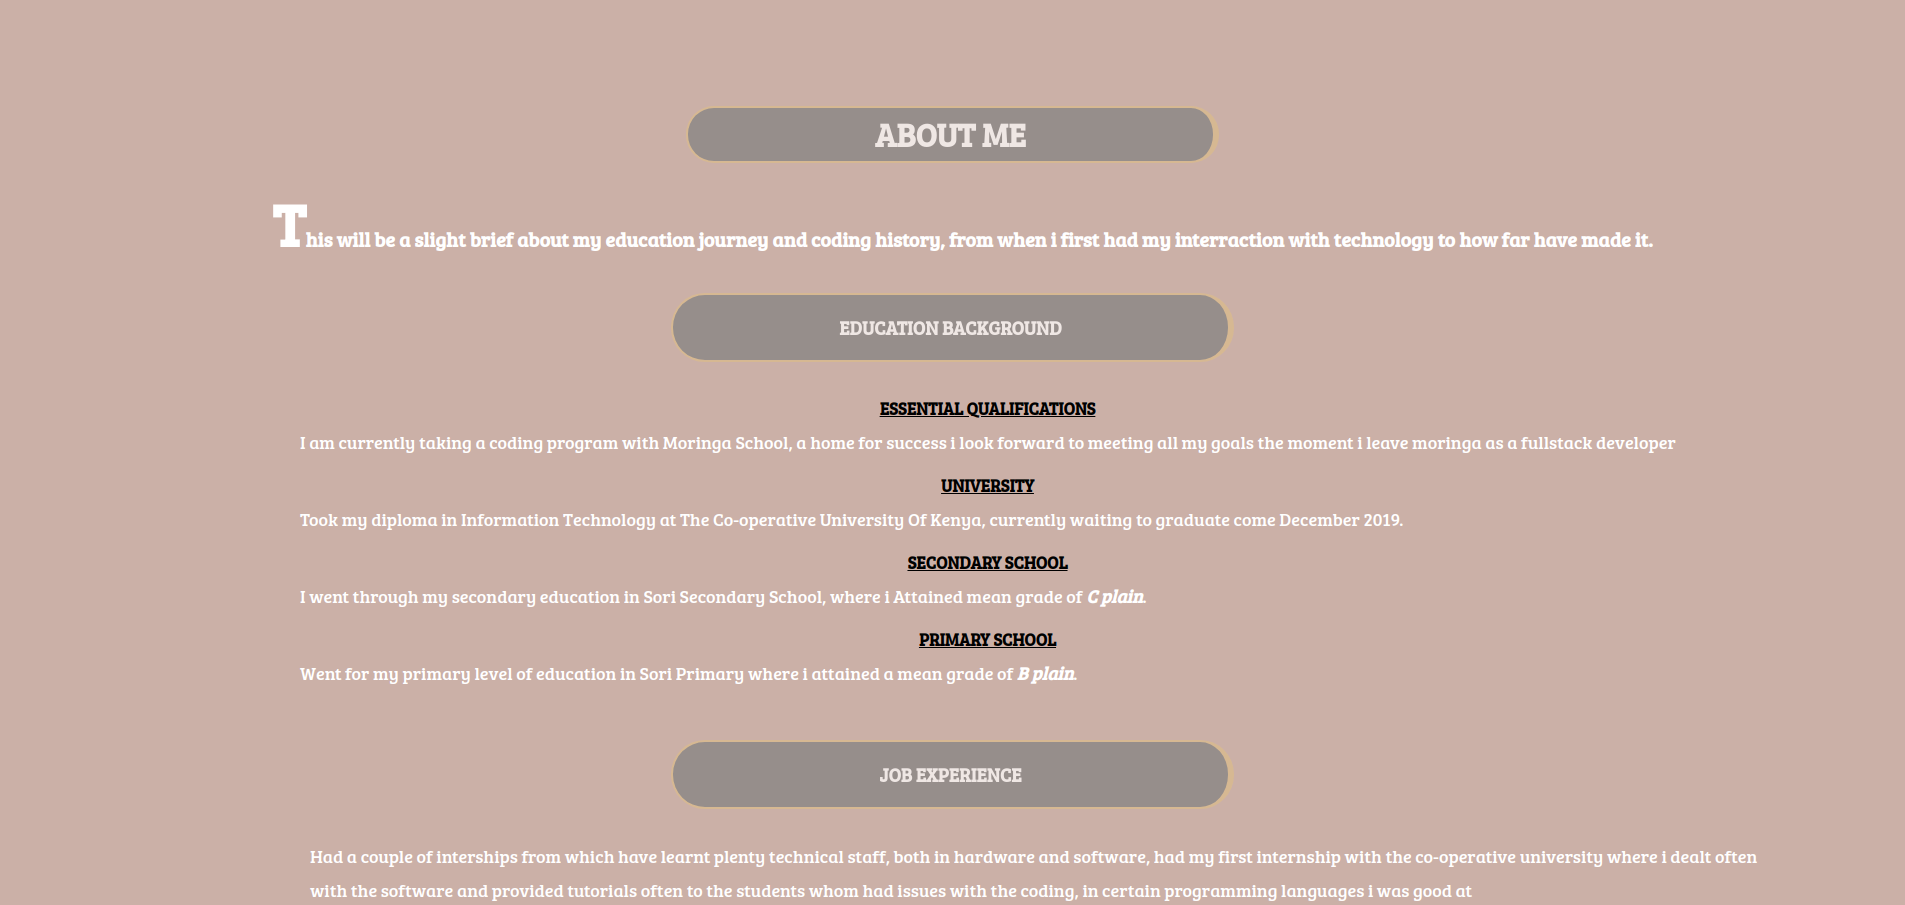 ABOUT ME
This will be a slight brief about my education journey and coding history, from when i first had my interraction with technology to how far have made it.
EDUCATION BACKGROUND
ESSENTIAL QUALIFICATIONS
I am currently taking a coding program with Moringa School, a home for success i look forward to meeting all my goals the moment i leave moringa as a fullstack developer
UNIVERSITY
Took my diploma in Information Technology at The Co-operative University Of Kenya, currently waiting to graduate come December 2019.
SECONDARY SCHOOL
I went through my secondary education in Sori Secondary School, where i Attained mean grade of C plain.
PRIMARY SCHOOL
Went for my primary level of education in Sori Primary where i attained a mean grade of B plain.
JOB EXPERIENCE
Had a couple of interships from which have learnt plenty technical staff, both in hardware and software, had my first internship with the co-operative university where i dealt often
with the software and provided tutorials often to the students whom had issues with the coding, in certain programming languages i was good at